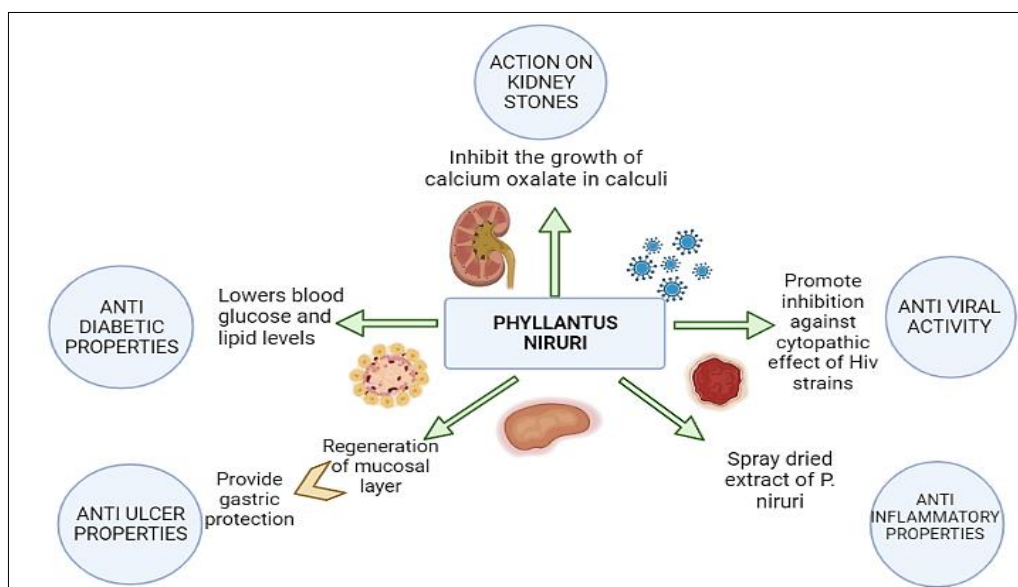 ACTION ON
KIDNEY
STONES
Inhibit the growth of
calcium oxalate in calculi
ANTI
DIABETIC
PROPERTIES
Lowers blood
glucose and
lipid levels
PHYLLANTUS
NIRURI
Promote
inhibition
against
cytopathic
effect of Hiv
strains
ANTI VIRAL
ACTIVITY
ANTI ULCER
PROPERTIES
Provide
gastric
protection
Regeneration
of mucosal
layer
Spray dried
extract of P.
niruri
ANTI
INFLAMMATORY
PROPERTIES